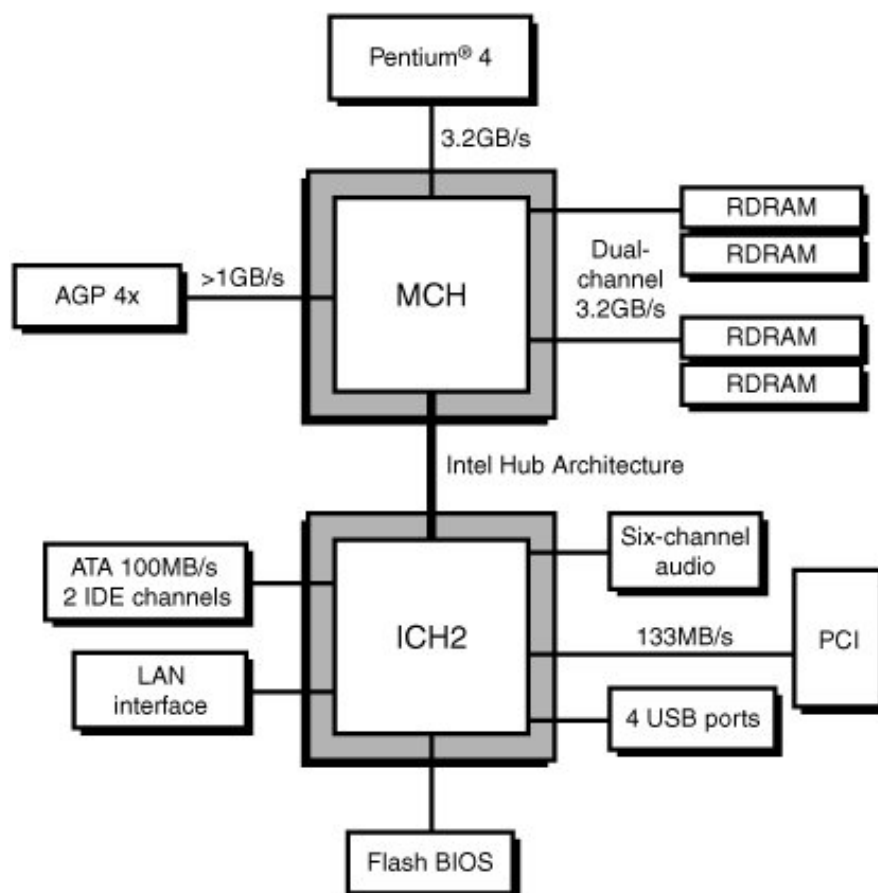 Pentium® 4
3.2GB/s
RDRAM
RDRAM
Dual-
channel
3.2GB/s
MCH
>1GB/s
AGP 4x
RDRAM
RDRAM
Intel Hub Architecture
Six-channel
audio
ATA 100MB/s
2 IDE channels
ICH2
133MB/s
PCI
LAN
interface
4 USB ports
Flash BIOS